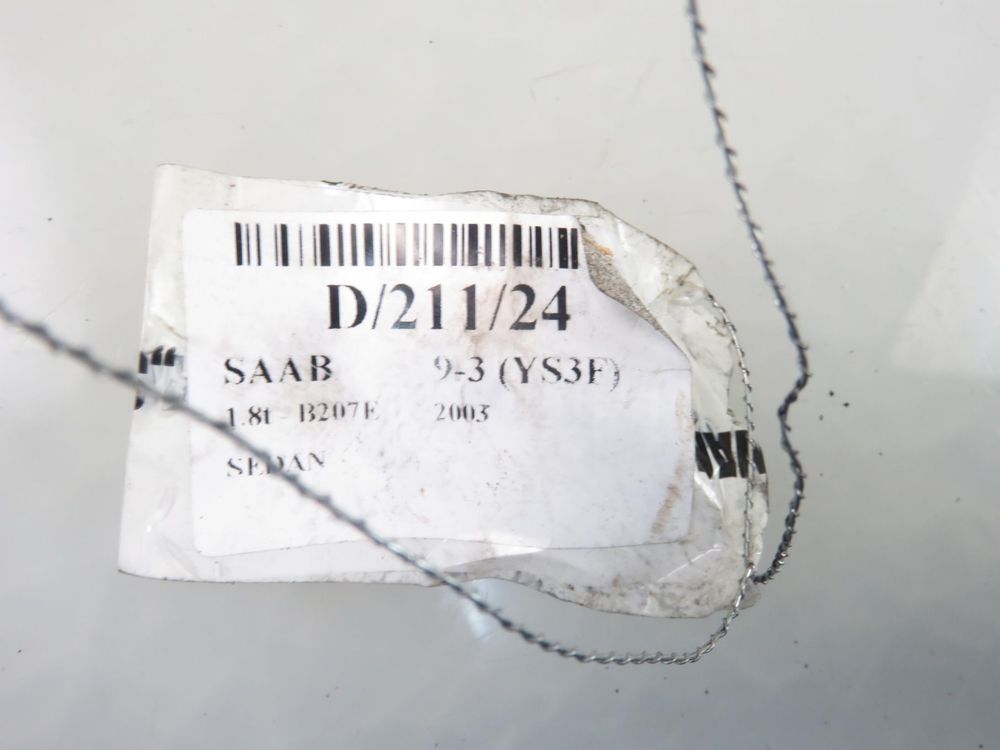 D/211/24
SAAB 9-3 (YS3F)
1.8t - B207E 2003
SEDAN